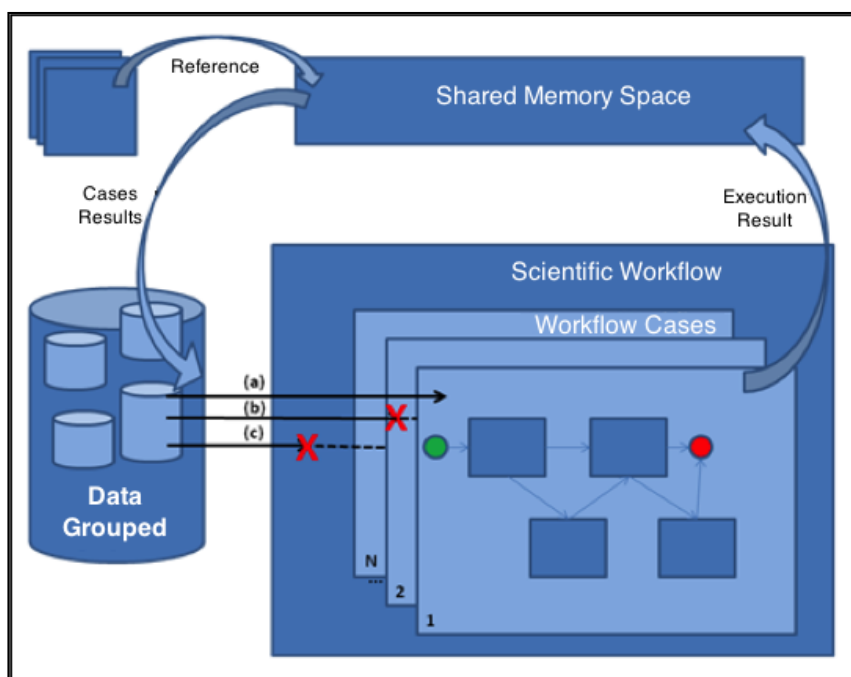 Reference
Shared Memory Space
Cases
Results
Execution
Result
Scientific Workflow
Workflow Cases
(a)
(b)
X
(c)
X
Data
Grouped
N
...
2
1